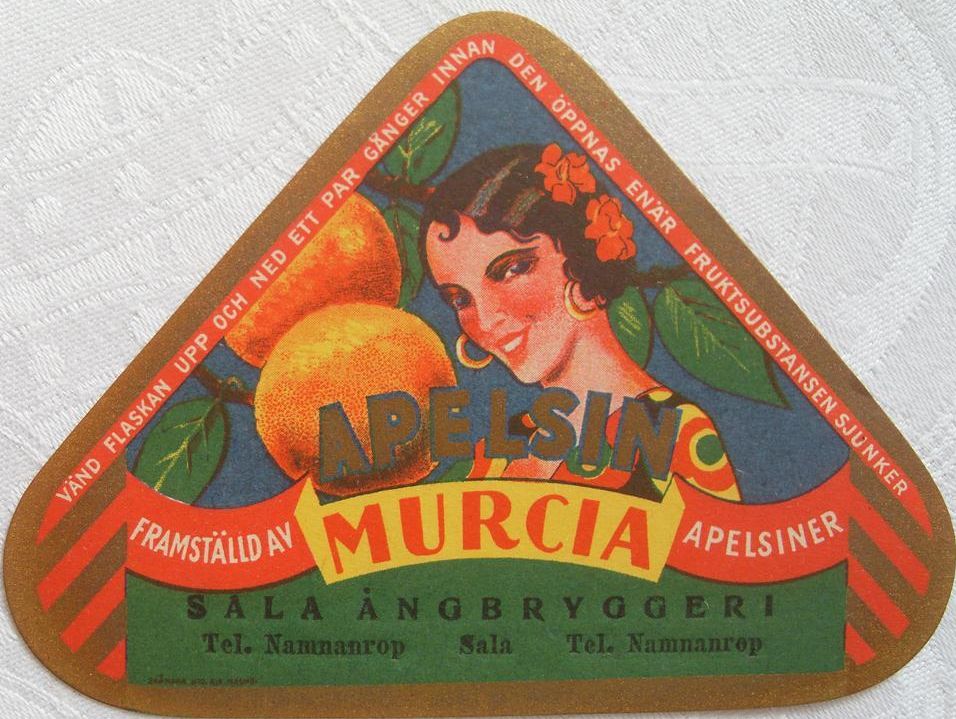 VÄND FLASKAN UPP OCH NED ETT PAR GÅNGER INNAN
DEN ÖPPNAS ENÄR FRUKTSUBSTANSEN SJUNKER
APELSIN
FRAMSTÄLLD AV MURCIA APELSINER
SALA ÅNGBRYGGERI
Tel. Namnanrop Sala Tel. Namnanrop